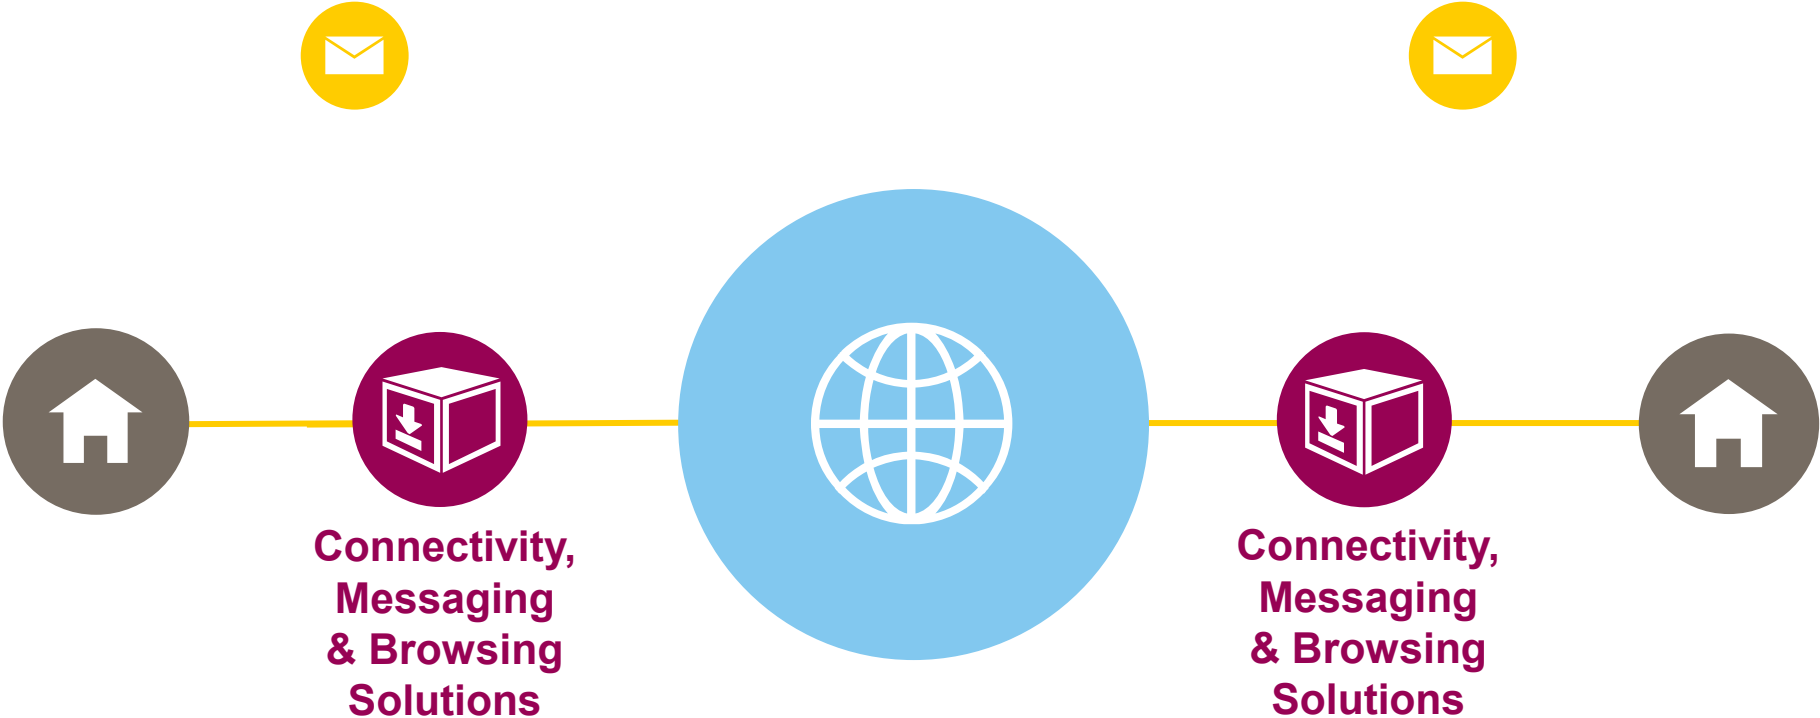 Connectivity,
Messaging
& Browsing
Solutions
Connectivity,
Messaging
& Browsing
Solutions